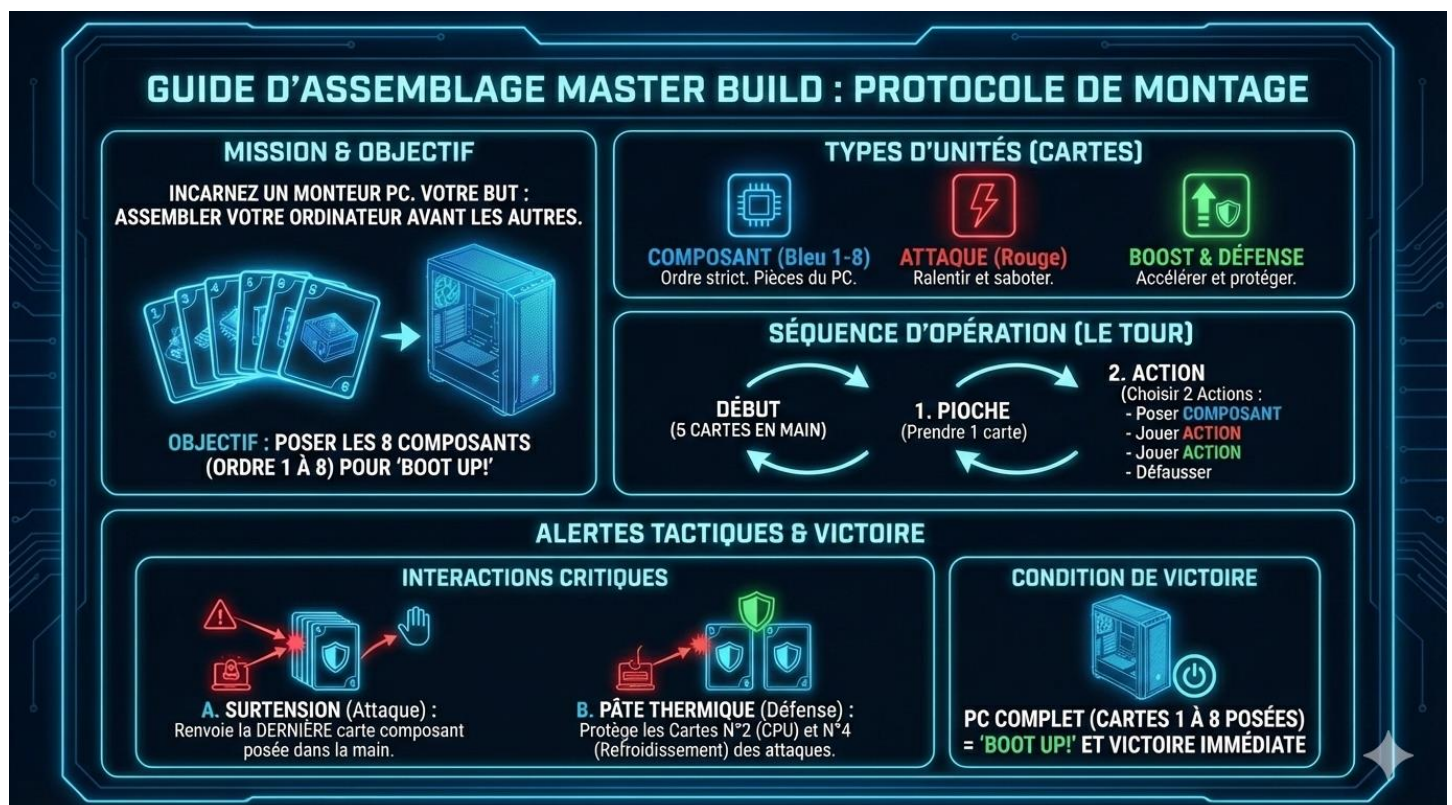 GUIDE D'ASSEMBLAGE MASTER BUILD : PROTOCOLE DE MONTAGE
MISSION & OBJECTIF
INCARNEZ UN MONTEUR PC. VOTRE BUT :
ASSEMBLER VOTRE ORDINATEUR AVANT LES AUTRES.
OBJECTIF : POSER LES 8 COMPOSANTS
(ORDRE 1 À 8) POUR 'BOOT UP!'
TYPES D'UNITÉS (CARTES)
COMPOSANT (Bleu 1-8)
Ordre strict. Pièces du PC.
ATTAQUE (Rouge)
Ralentir et saboter.
BOOST & DÉFENSE
Accélérer et protéger.
SÉQUENCE D'OPÉRATION (LE TOUR)
DÉBUT
(5 CARTES EN MAIN)
1. PIOCHE
(Prendre 1 carte)
2. ACTION
(Choisir 2 Actions :
- Poser COMPOSANT
- Jouer ACTION
- Jouer ACTION
- Défausser
ALERTES TACTIQUES & VICTOIRE
INTERACTIONS CRITIQUES
A. SURTENSION (Attaque) :
Renvoie la DERNIÈRE carte composant
posée dans la main.
B. PÂTE THERMIQUE (Défense) :
Protège les Cartes N°2 (CPU) et N°4
(Refroidissement) des attaques.
CONDITION DE VICTOIRE
PC COMPLET (CARTES 1 À 8 POSÉES)
= 'BOOT UP!' ET VICTOIRE IMMÉDIATE